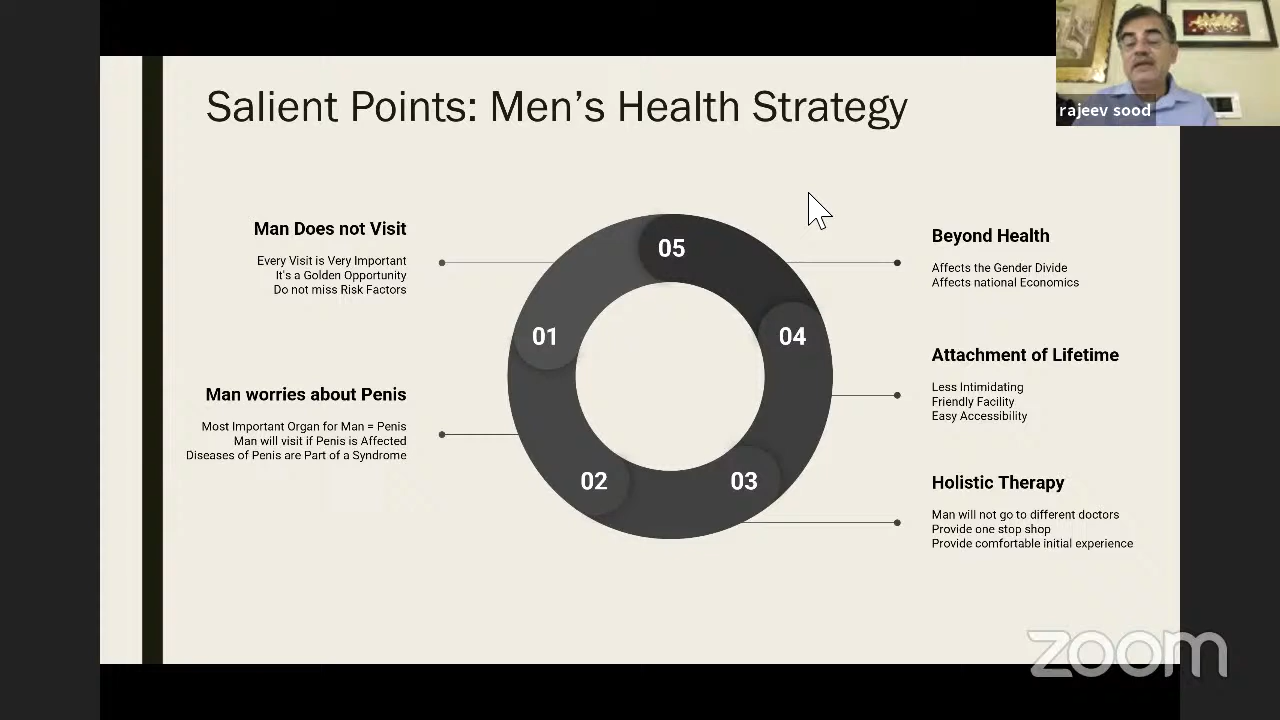 Salient Points: Men's Health Strategy
rajeev sood
Man Does not Visit
Every Visit is Very Important
It's a Golden Opportunity
Do not miss Risk Factors
Man worries about Penis
Most Important Organ for Man = Penis
Man will visit if Penis is Affected
Diseases of Penis are Part of a Syndrome
05
01
04
02
03
Beyond Health
Affects the Gender Divide
Affects national Economics
Attachment of Lifetime
Less Intimidating
Friendly Facility
Easy Accessibility
Holistic Therapy
Man will not go to different doctors
Provide one stop shop
Provide comfortable initial experience
zoom